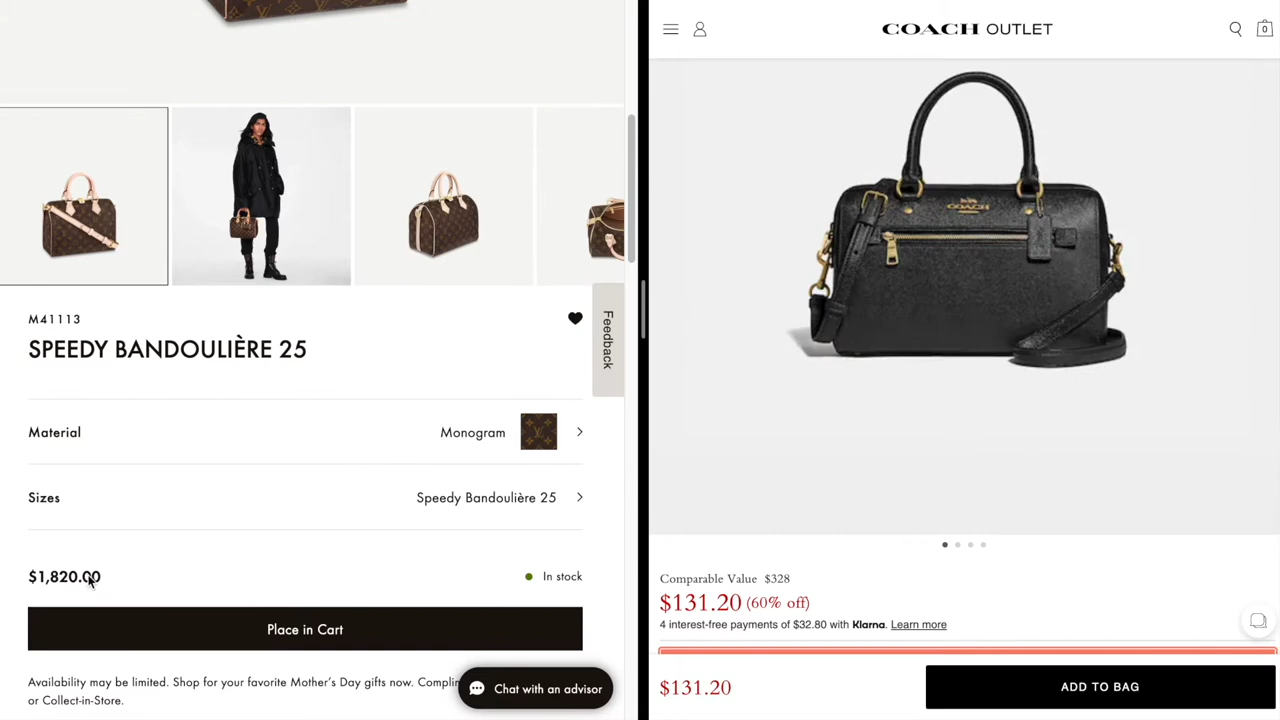 M41113
SPEEDY BANDOULIÈRE 25
Feedback
Material
Monogram
Sizes
Speedy Bandoulière 25
$1,820.00
In stock
Place in Cart
Availability may be limited. Shop for your favorite Mother's Day gifts now.
or Collect-in-Store.
Chat with an advisor
COACH OUTLET
0
COACH
Comparable Value $328
$131.20 (60% off)
4 interest-free payments of $32.80 with Klarna. Learn more
$131.20
ADD TO BAG